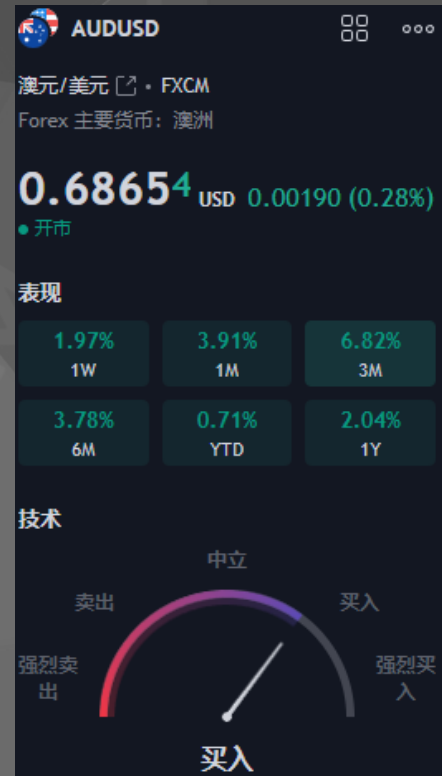 AUDUSD
澳元/美元 • FXCM
Forex 主要货币：澳洲
0.68654 USD 0.00190 (0.28%)
开市
表现
1.97% 3.91% 6.82%
1W 1M 3M
3.78% 0.71% 2.04%
6M YTD 1Y
技术
中立
卖出 买入
强烈卖出 强烈买入
买入